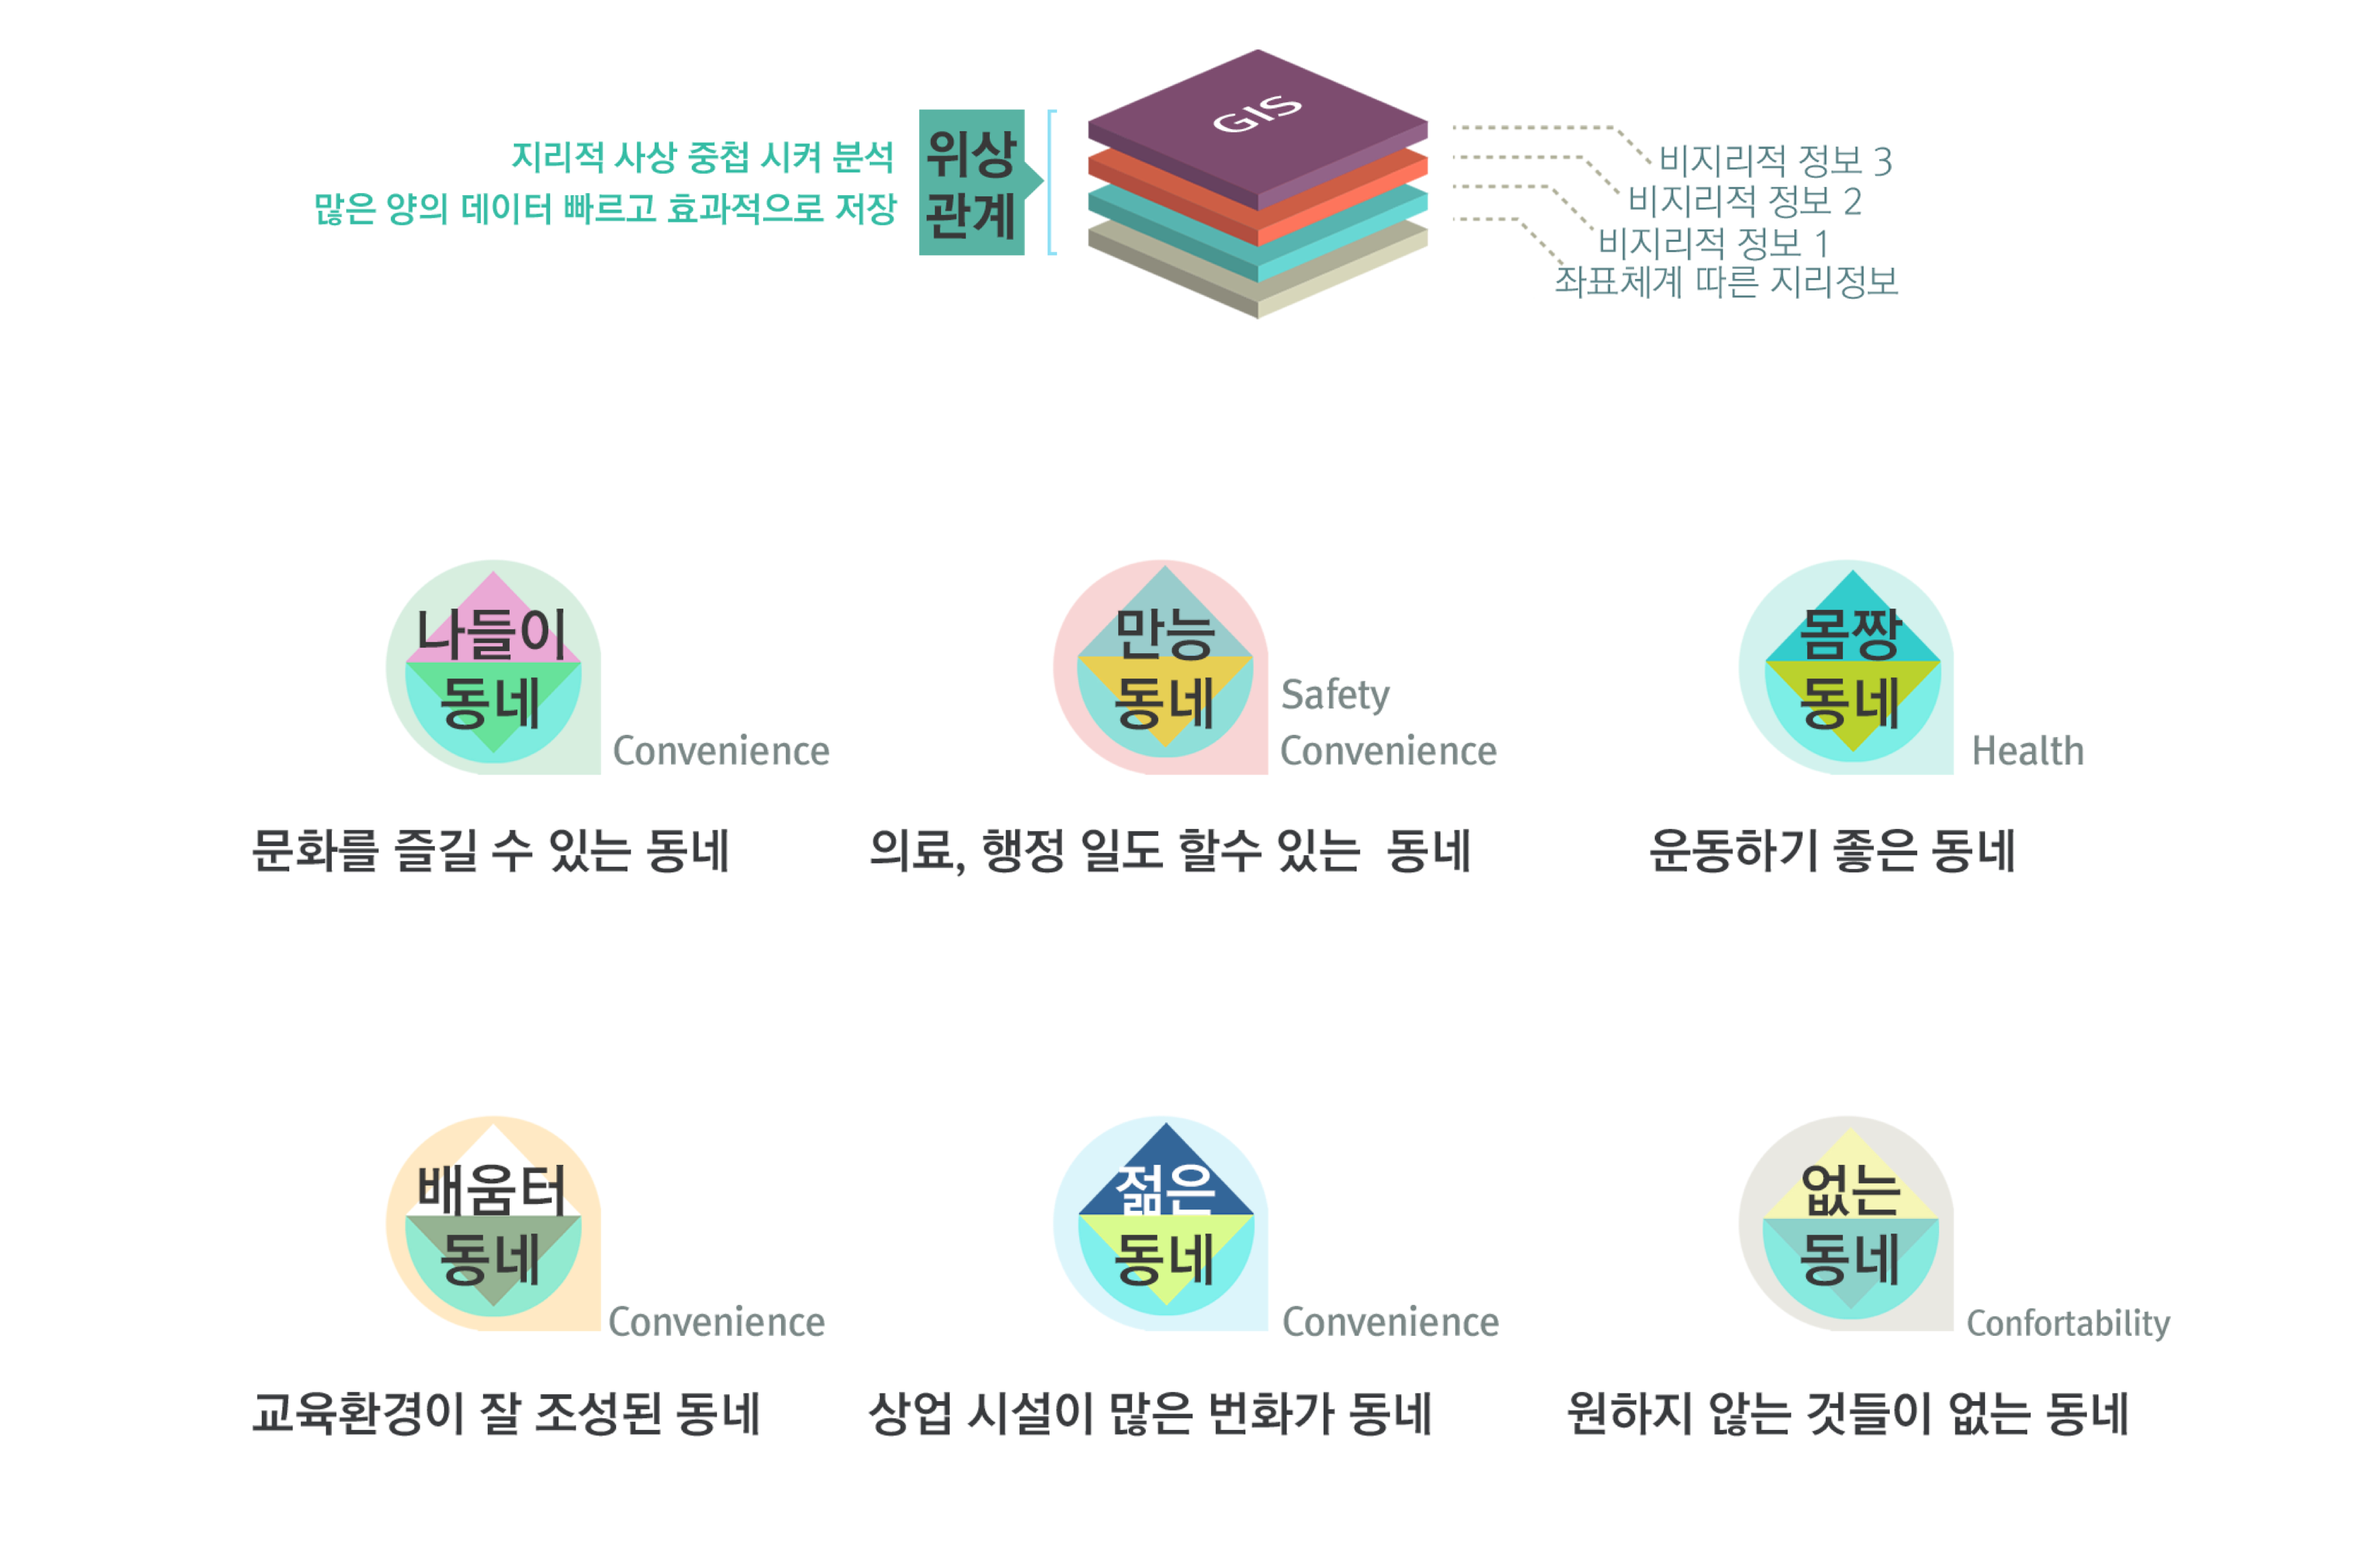 지리적 사상 중첩 시켜 분석
많은 양의 데이터 빠르고 효과적으로 저장
위상
관계
GIS
비지리적 정보 3
비지리적 정보 2
비지리적 정보 1
좌표체계 따른 지리정보
나들이
동네
Convenience
문화를 즐길 수 있는 동네
만능
동네
Safety
Convenience
의료, 행정 일도 할수 있는 동네
몸짱
동네
Health
운동하기 좋은 동네
배움터
동네
Convenience
교육환경이 잘 조성된 동네
젊은
동네
Convenience
상업 시설이 많은 번화가 동네
없는
동네
Confortability
원하지 않는 것들이 없는 동네